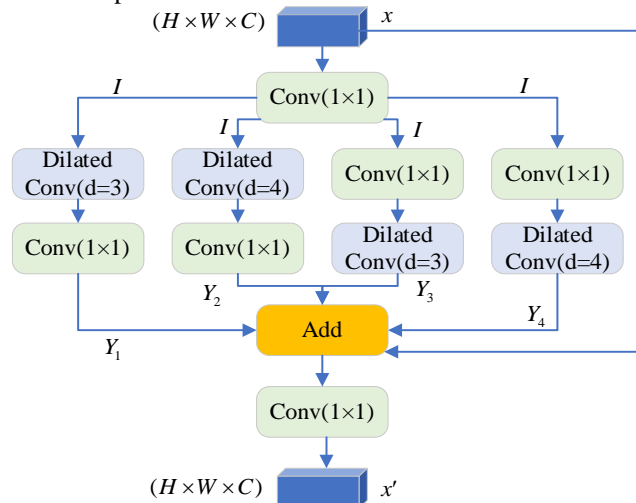 (H×W×C) x
Conv(1×1)
I I I I
Dilated Conv(d=3)
Dilated Conv(d=4)
Conv(1×1)
Conv(1×1)
Conv(1×1)
Conv(1×1)
Dilated Conv(d=3)
Dilated Conv(d=4)
Y₁ Y₂ Y₃ Y₄
Add
Conv(1×1)
(H×W×C) x′